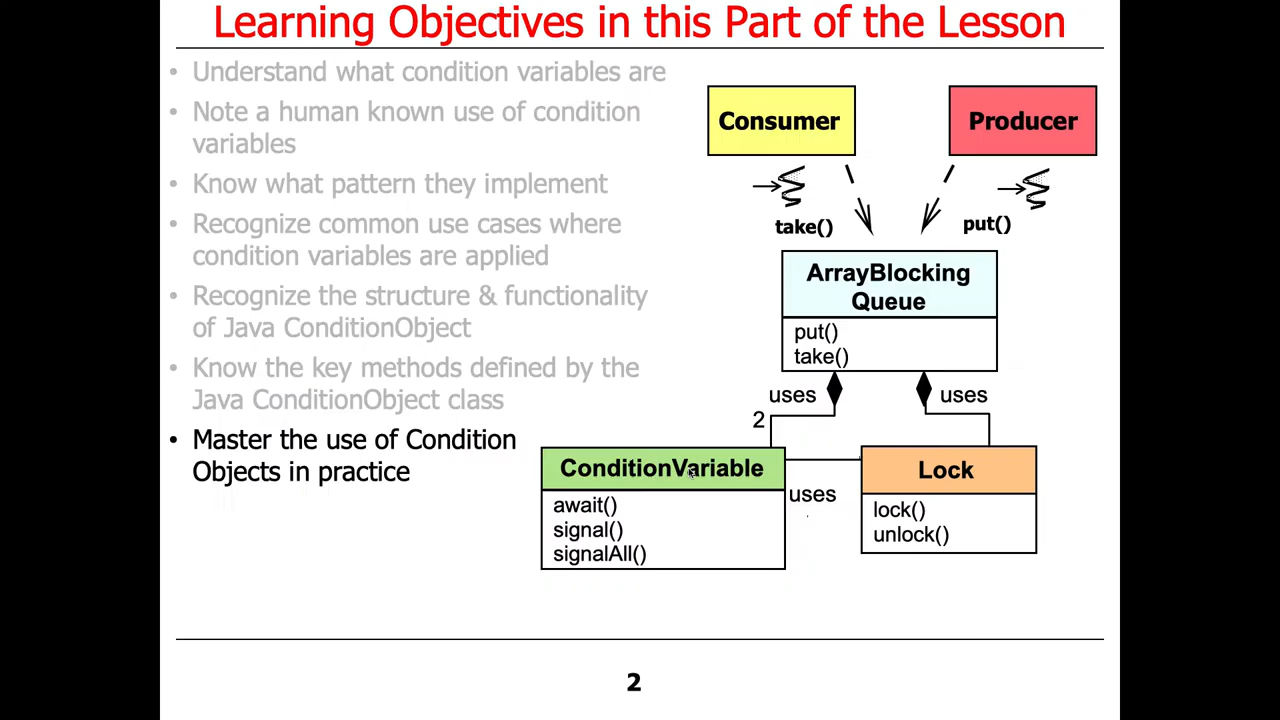 Learning Objectives in this Part of the Lesson
• Understand what condition variables are
• Note a human known use of condition
variables
• Know what pattern they implement
• Recognize common use cases where
condition variables are applied
• Recognize the structure & functionality
of Java ConditionObject
• Know the key methods defined by the
Java ConditionObject class
• Master the use of Condition
Objects in practice
Consumer
Producer
take()
put()
ArrayBlocking
Queue
put()
take()
uses
uses
2
ConditionVariable
await()
signal()
signalAll()
uses
Lock
lock()
unlock()
2